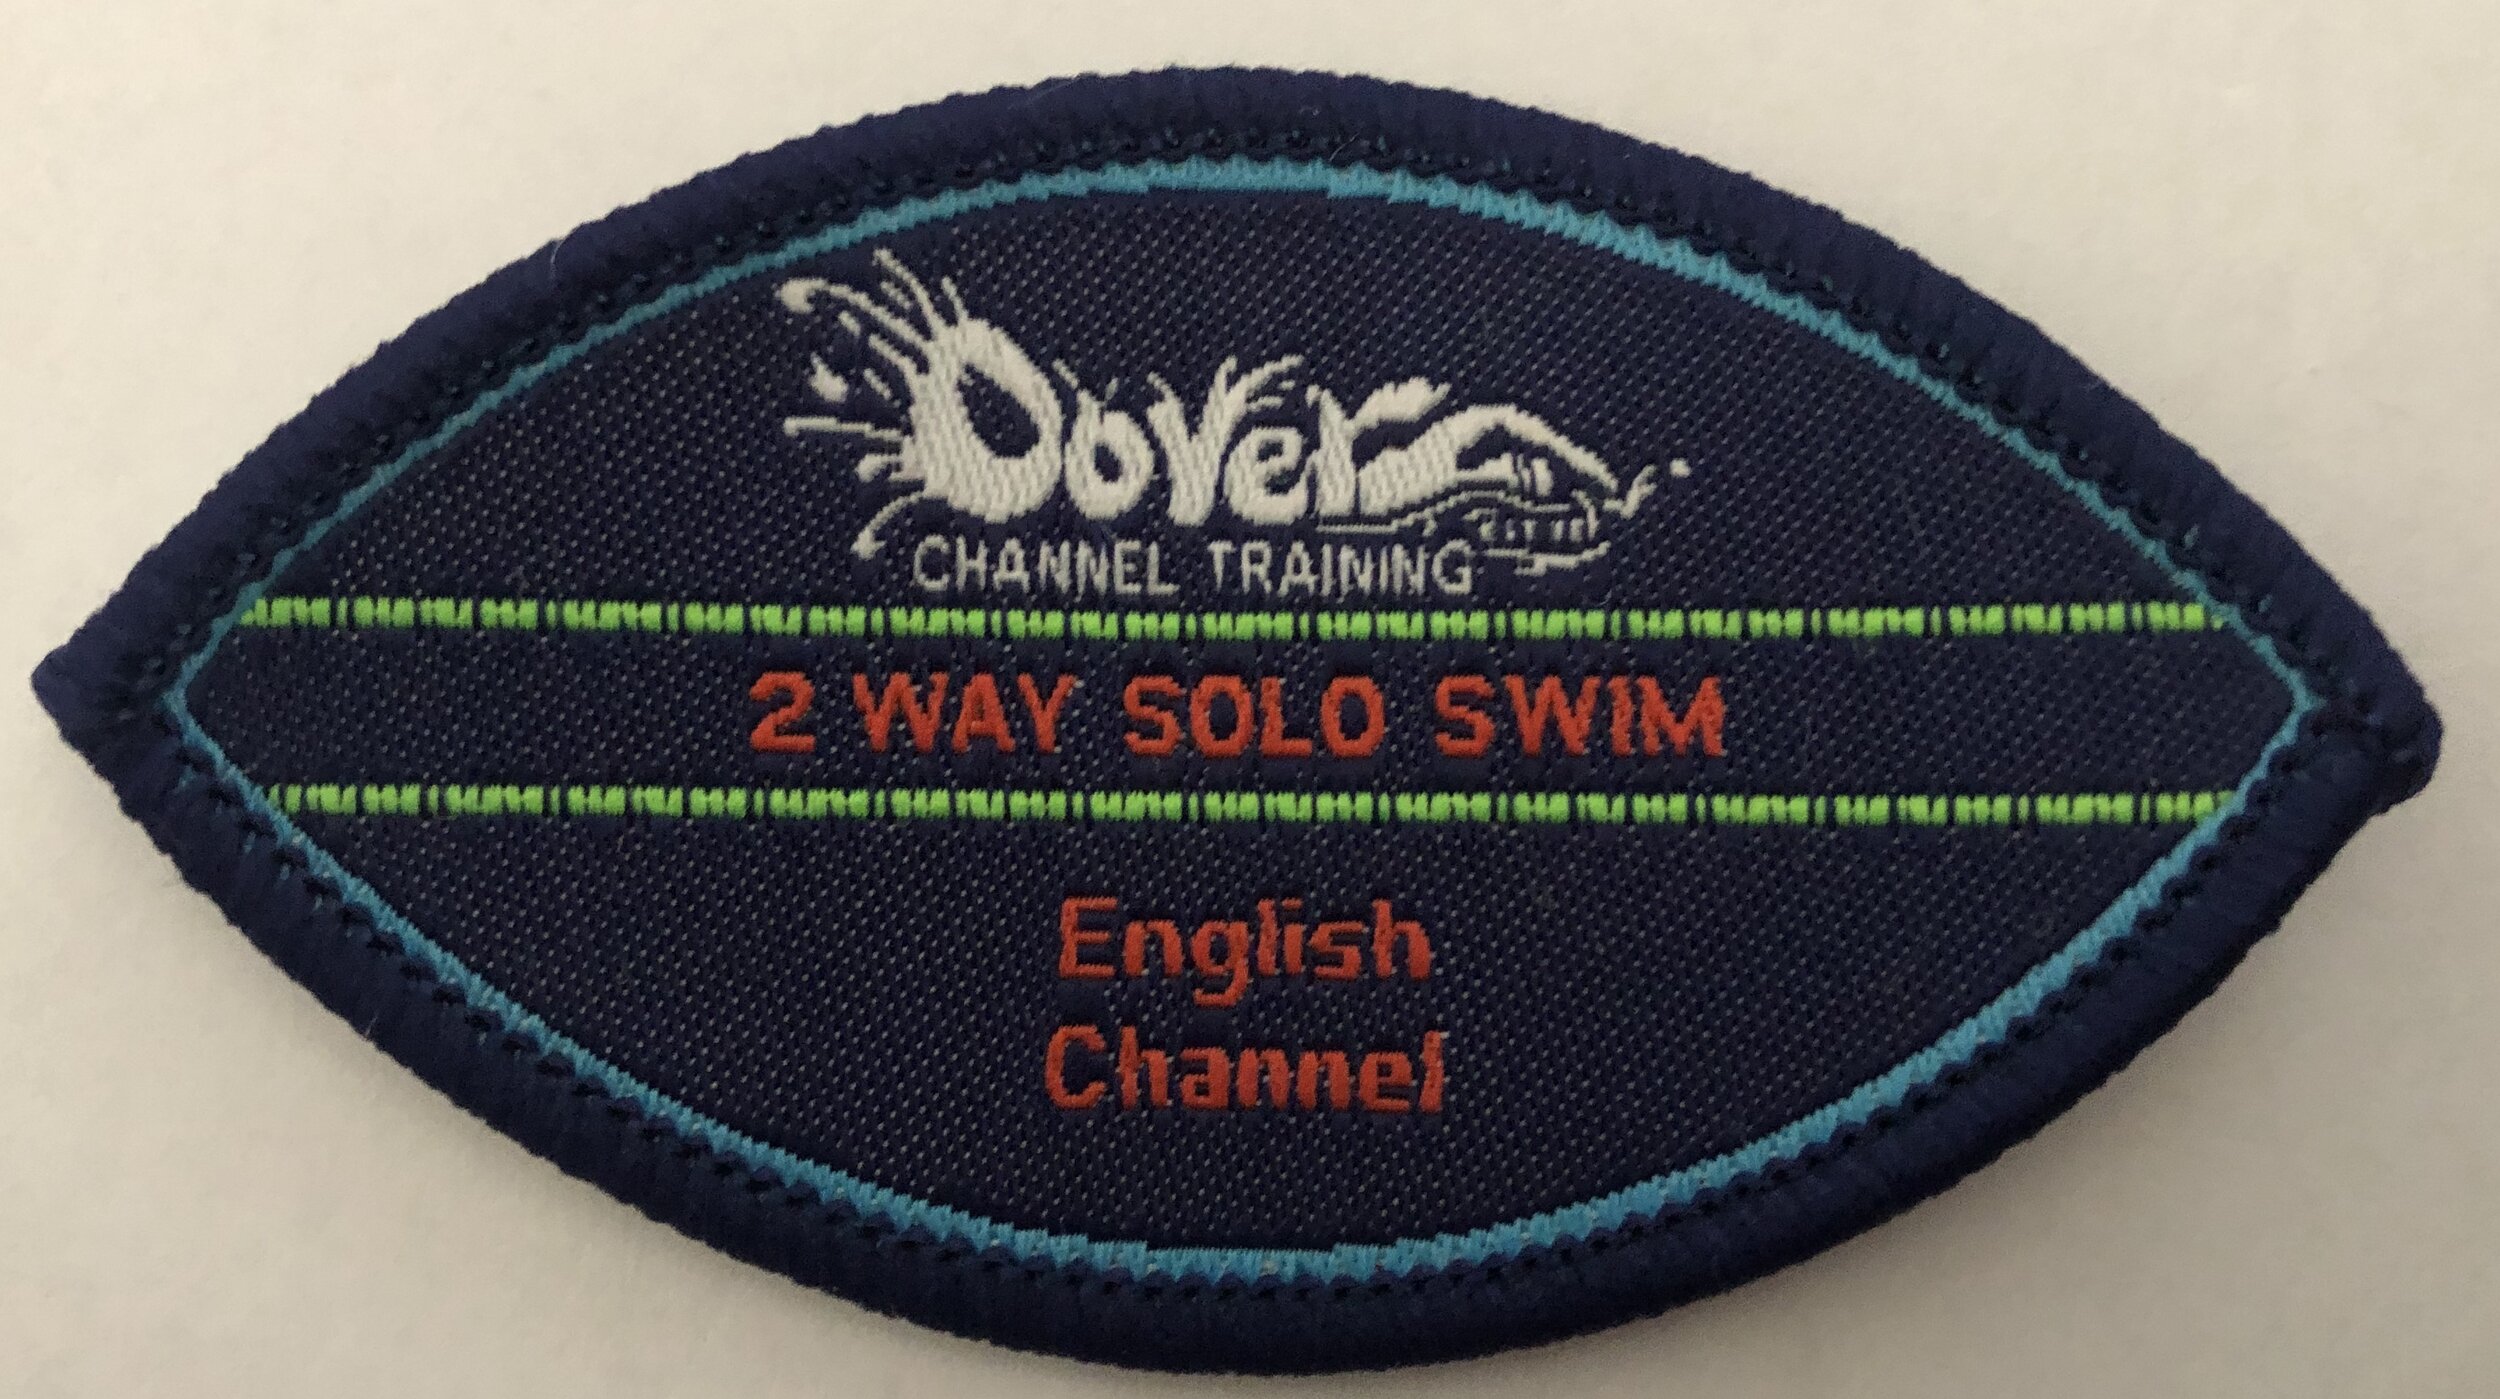 Dover
CHANNEL TRAINING
2 WAY SOLO SWIM
English
Channel